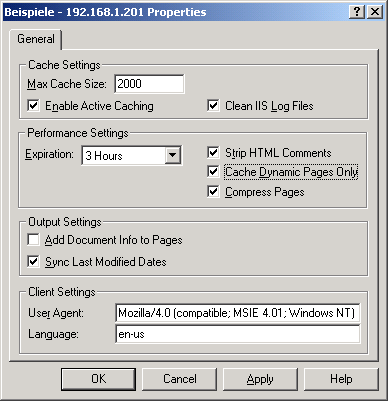 Beispiele - 192.168.1.201 Properties
General
Cache Settings
Max Cache Size: 2000
Enable Active Caching
Clean IIS Log Files
Performance Settings
Expiration: 3 Hours
Strip HTML Comments
Cache Dynamic Pages Only
Compress Pages
Output Settings
Add Document Info to Pages
Sync Last Modified Dates
Client Settings
User Agent: Mozilla/4.0 (compatible; MSIE 4.01; Windows NT)
Language: en-us
OK Cancel Apply Help